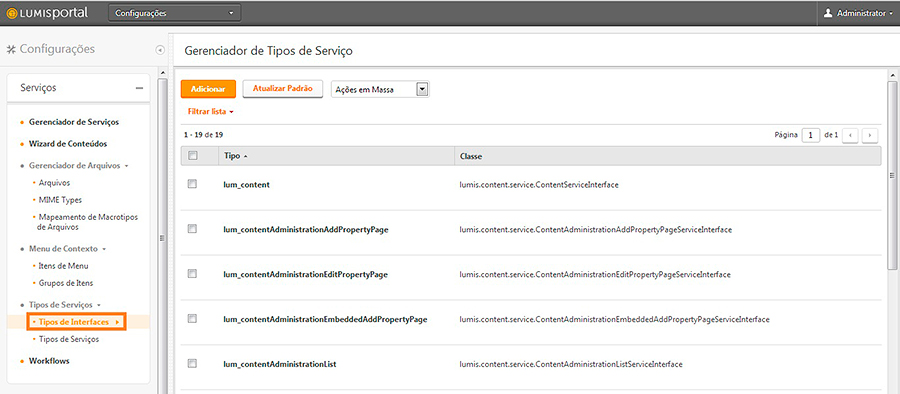 LUMISPORTAL
Configurações
Administrator
Configurações
Gerenciador de Tipos de Serviço
Serviços
Gerenciador de Serviços
Wizard de Conteúdos
Gerenciador de Arquivos
Arquivos
MIME Types
Mapeamento de Macrotipos
de Arquivos
Menu de Contexto
Itens de Menu
Grupos de Itens
Tipos de Serviços
Tipos de Interfaces
Tipos de Serviços
Workflows
Adicionar
Atualizar Padrão
Ações em Massa
Filtrar lista
1 - 19 de 19
Página 1 de 1
Tipo Classe
lum_content lumis.content.service.ContentServiceInterface
lum_contentAdministrationAddPropertyPage lumis.content.service.ContentAdministrationAddPropertyPageServiceInterface
lum_contentAdministrationEditPropertyPage lumis.content.service.ContentAdministrationEditPropertyPageServiceInterface
lum_contentAdministrationEmbeddedAddPropertyPage lumis.content.service.ContentAdministrationEmbeddedAddPropertyPageServiceInterface
lum_contentAdministrationList lumis.content.service.ContentAdministrationListServiceInterface